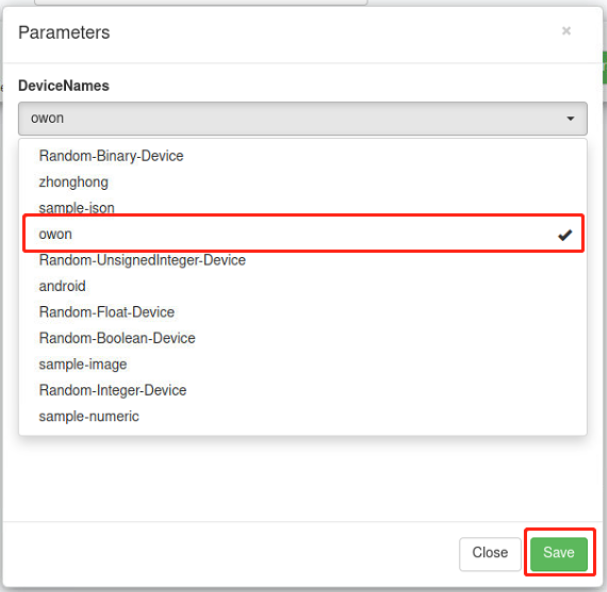 Parameters
×
DeviceNames
owon
Random-Binary-Device
zhonghong
sample-json
owon
Random-UnsignedInteger-Device
android
Random-Float-Device
Random-Boolean-Device
sample-image
Random-Integer-Device
sample-numeric
Close
Save